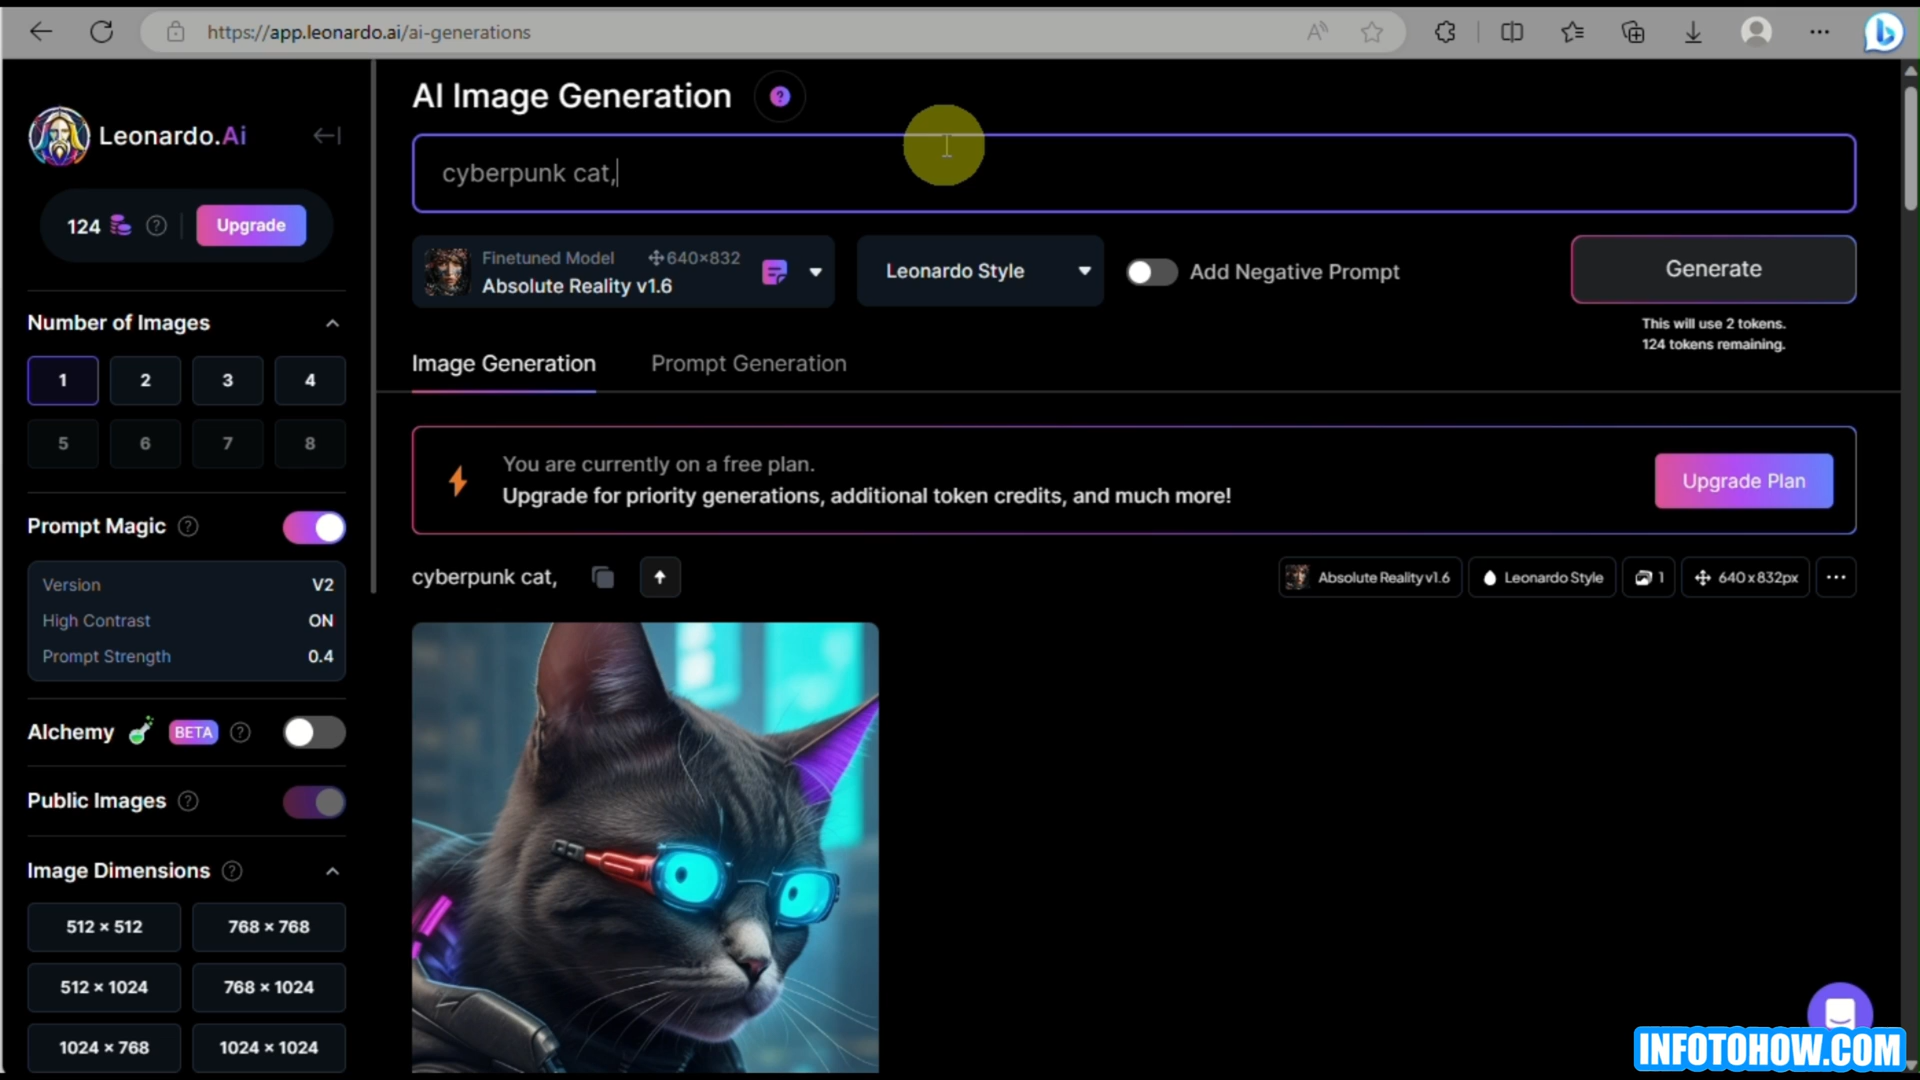 https://app.leonardo.ai/ai-generations
Leonardo.Ai
124
Upgrade
Number of Images
1 2 3 4
5 6 7 8
Prompt Magic
Version V2
High Contrast ON
Prompt Strength 0.4
Alchemy BETA
Public Images
Image Dimensions
512 × 512 768 × 768
512 × 1024 768 × 1024
1024 × 768 1024 × 1024
AI Image Generation
cyberpunk cat,
Finetuned Model 640×832
Absolute Reality v1.6
Leonardo Style
Add Negative Prompt
Generate
This will use 2 tokens.
124 tokens remaining.
Image Generation Prompt Generation
You are currently on a free plan.
Upgrade for priority generations, additional token credits, and much more!
Upgrade Plan
cyberpunk cat,
Absolute Reality v1.6 Leonardo Style 1 640 x 832px
INFOTOHOW.COM